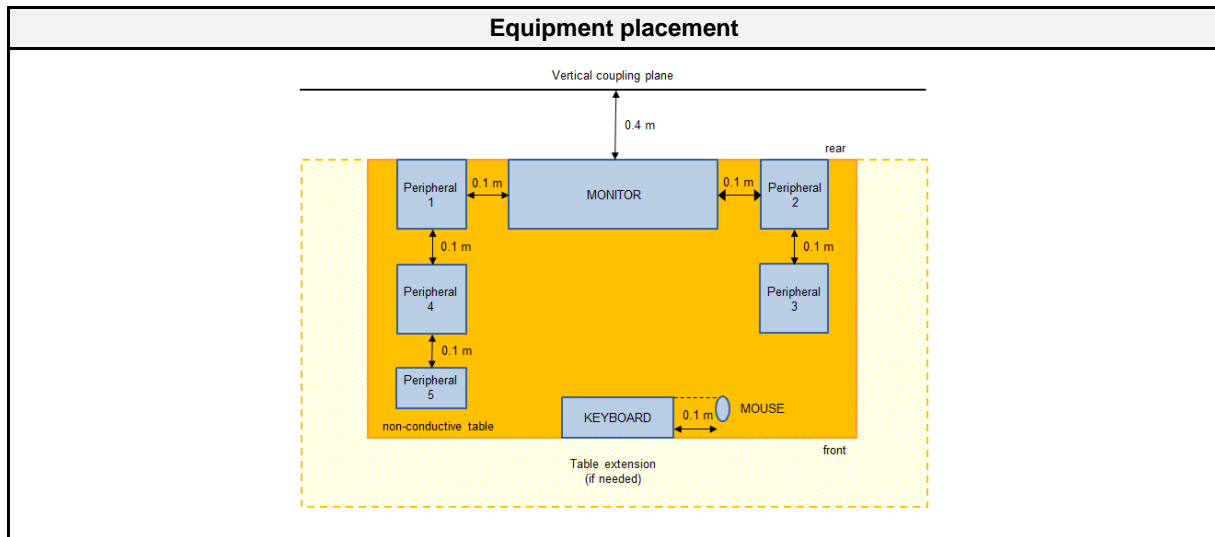 Equipment placement
Vertical coupling plane
0.4 m
rear
Peripheral
1
0.1 m
MONITOR
0.1 m
Peripheral
2
0.1 m
0.1 m
Peripheral
4
Peripheral
3
0.1 m
Peripheral
5
KEYBOARD
0.1 m
MOUSE
non-conductive table
front
Table extension
(if needed)